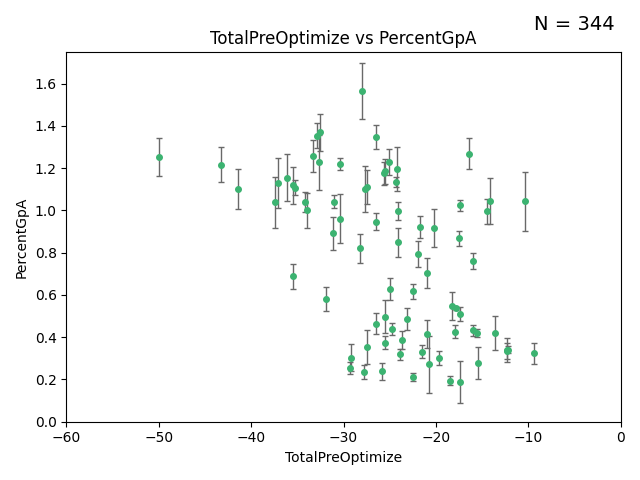 N = 344
TotalPreOptimize vs PercentGpA
PercentGpA
1.6
1.4
1.2
1.0
0.8
0.6
0.4
0.2
0.0
−60 −50 −40 −30 −20 −10 0
TotalPreOptimize